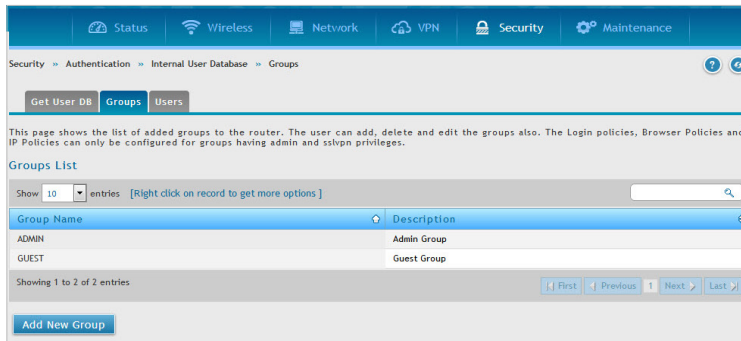 Status Wireless Network VPN Security Maintenance
Security » Authentication » Internal User Database » Groups
Get User DB Groups Users
This page shows the list of added groups to the router. The user can add, delete and edit the groups also. The Login policies, Browser Policies and
IP Policies can only be configured for groups having admin and sslvpn privileges.
Groups List
Show 10 entries [Right click on record to get more options ]
Group Name Description
ADMIN Admin Group
GUEST Guest Group
Showing 1 to 2 of 2 entries First Previous 1 Next Last
Add New Group